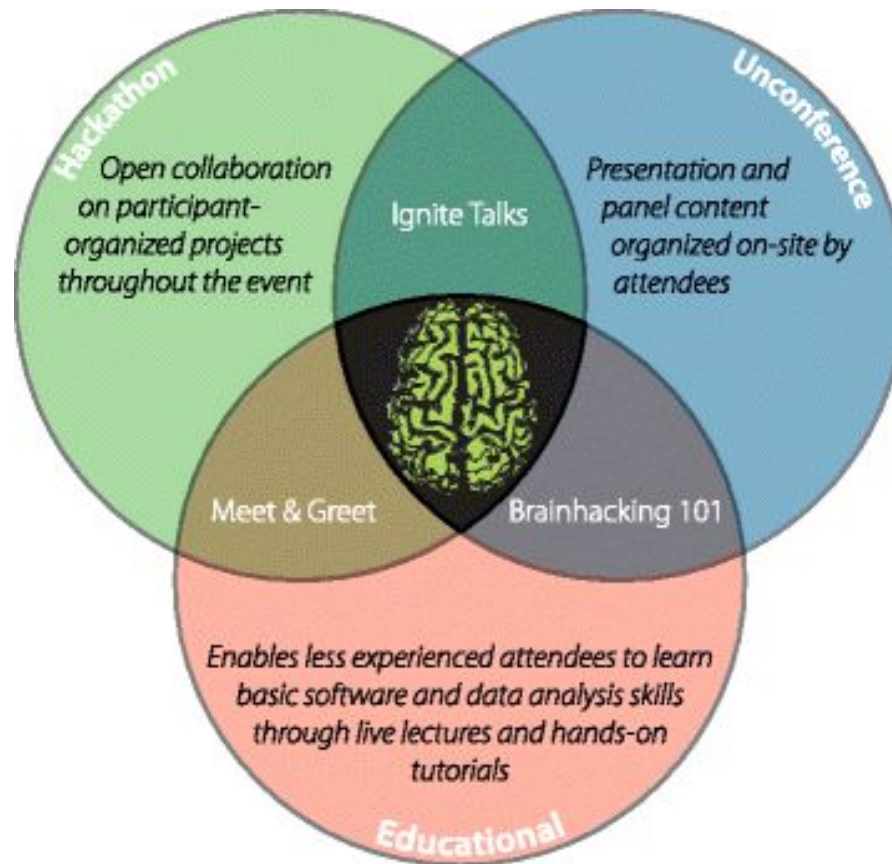 Hackathon
Open collaboration
on participant-
organized projects
throughout the event
Ignite Talks
Unconference
Presentation and
panel content
organized on-site by
attendees
Meet & Greet
Brainhacking 101
Enables less experienced attendees to learn
basic software and data analysis skills
through live lectures and hands-on
tutorials
Educational